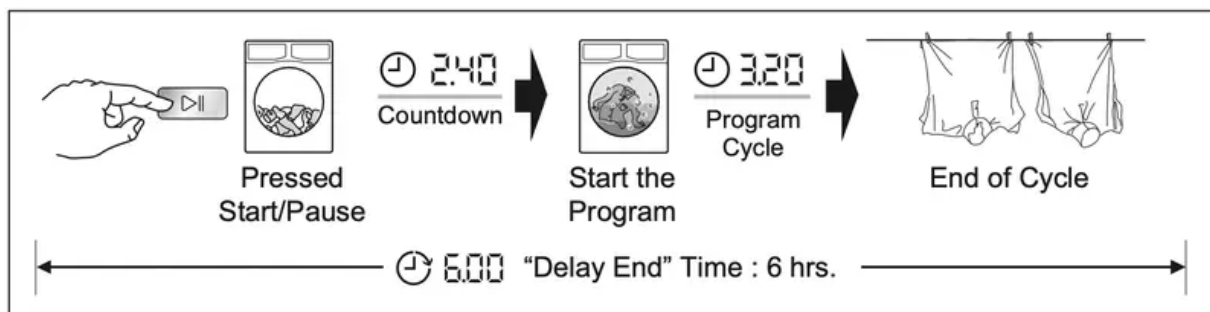 2.40
Countdown
3.20
Program
Cycle
Pressed
Start/Pause
Start the
Program
End of Cycle
6.00 “Delay End” Time : 6 hrs.